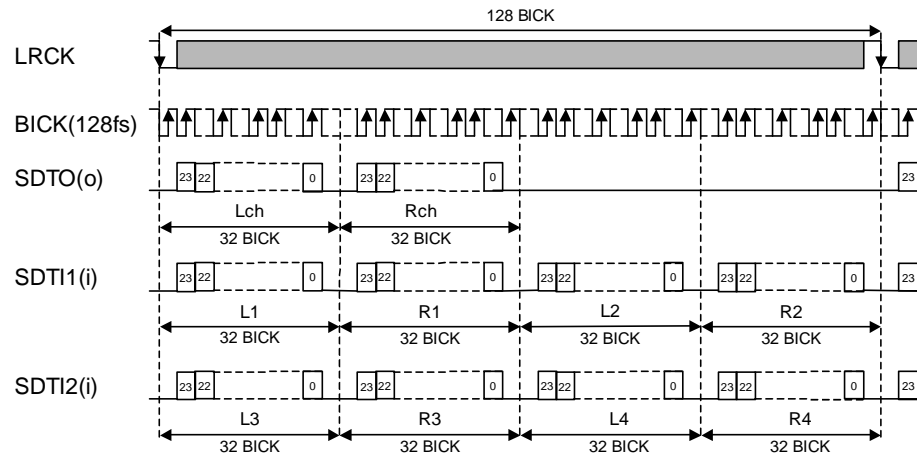 128 BICK
LRCK
BICK(128fs)
SDTO(o) 23 22 0 23 22 0 23
Lch Rch
32 BICK 32 BICK
SDTI1(i) 23 22 0 23 22 0 23 22 0 23 22 0 23
L1 R1 L2 R2
32 BICK 32 BICK 32 BICK 32 BICK
SDTI2(i) 23 22 0 23 22 0 23 22 0 23 22 0 23
L3 R3 L4 R4
32 BICK 32 BICK 32 BICK 32 BICK